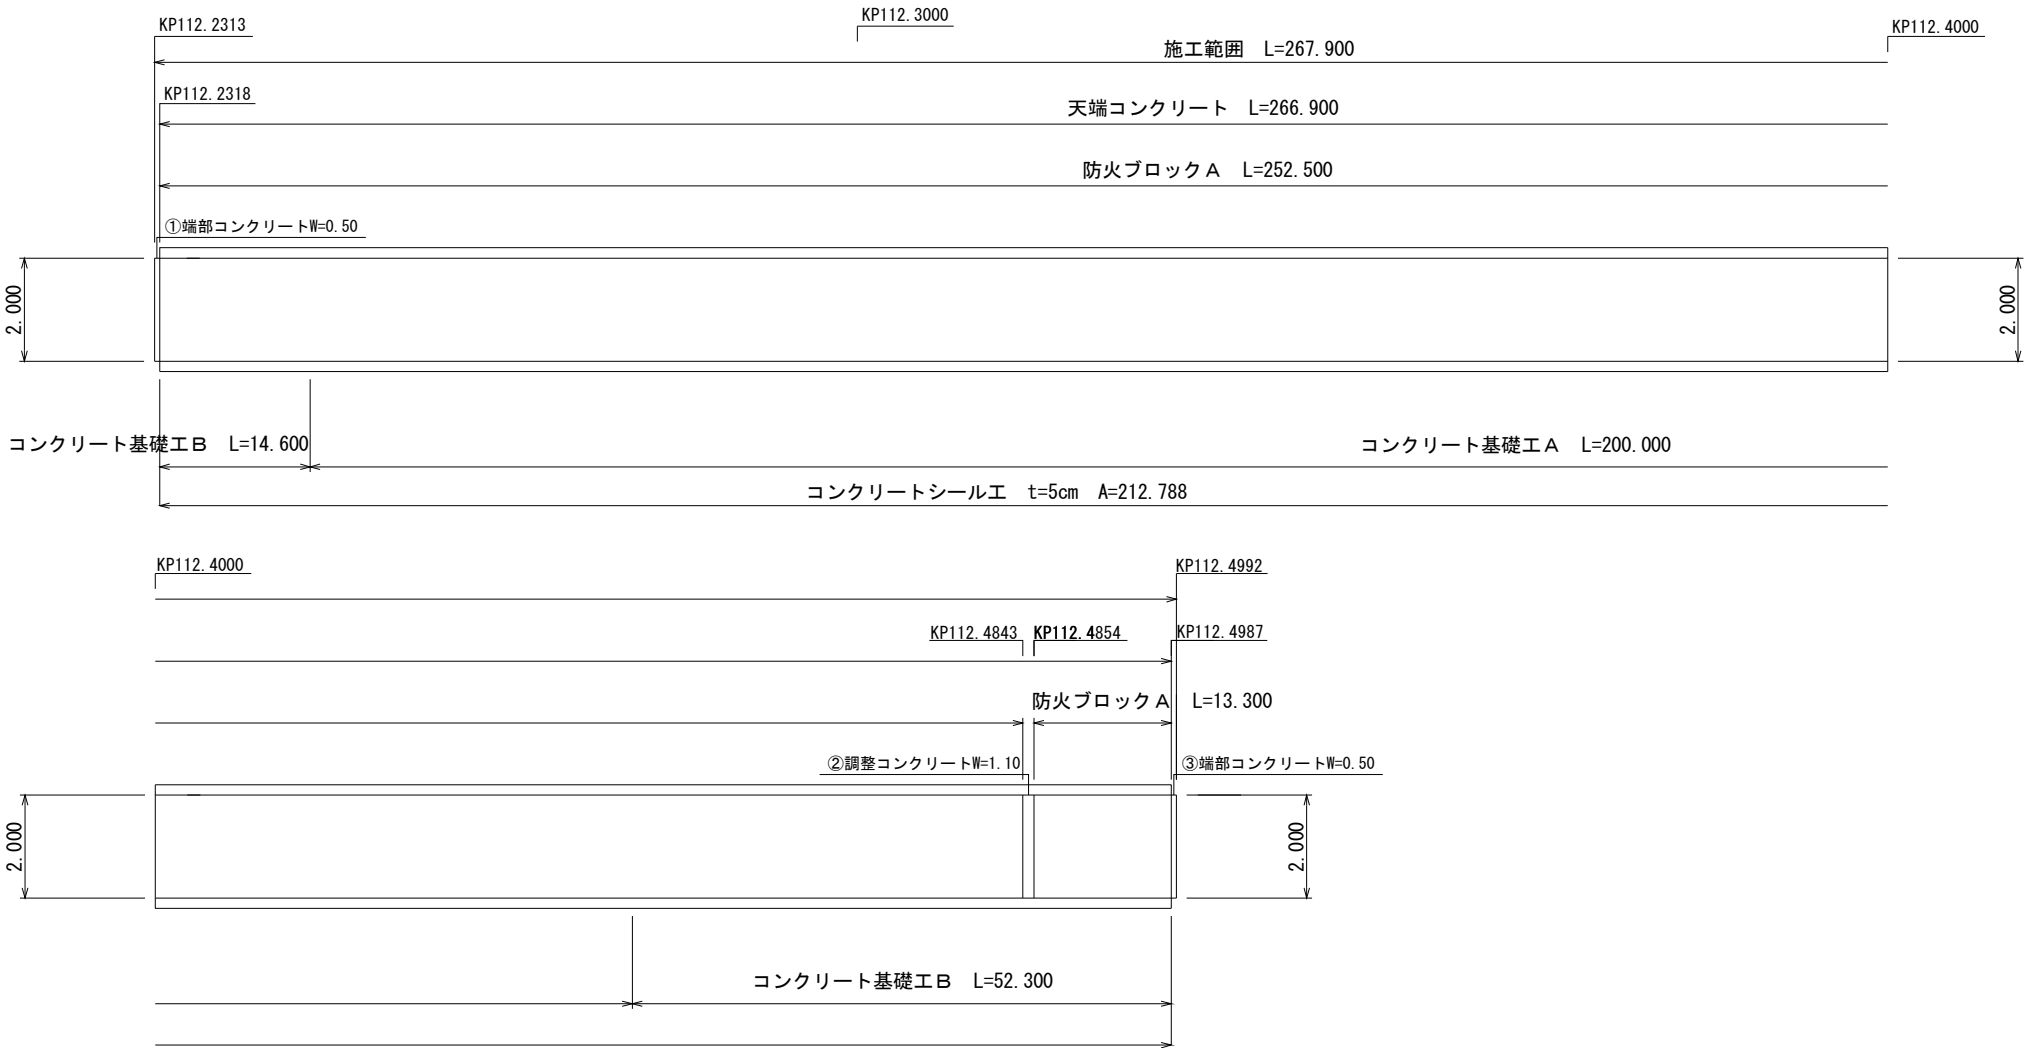 KP112.2313
KP112.3000
KP112.4000
施工範囲　L=267.900
KP112.2318
天端コンクリート　L=266.900
防火ブロックＡ　L=252.500
①端部コンクリートW=0.50
2.000
2.000
コンクリート基礎工Ｂ　L=14.600
コンクリート基礎工Ａ　L=200.000
コンクリートシール工　t=5cm　A=212.788
KP112.4000
KP112.4992
KP112.4843
KP112.4854
KP112.4987
防火ブロックＡ　L=13.300
②調整コンクリートW=1.10
③端部コンクリートW=0.50
2.000
2.000
コンクリート基礎工Ｂ　L=52.300